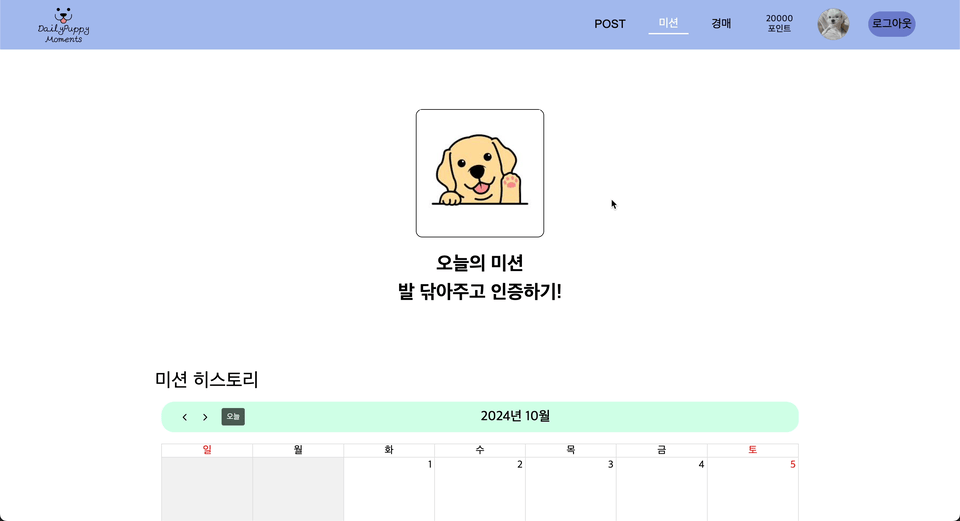 DailyPuppy
Moments
POST
미션
경매
20000
포인트
로그아웃
오늘의 미션
발 닦아주고 인증하기!
미션 히스토리
오늘
2024년 10월
일 월 화 수 목 금 토
1 2 3 4 5